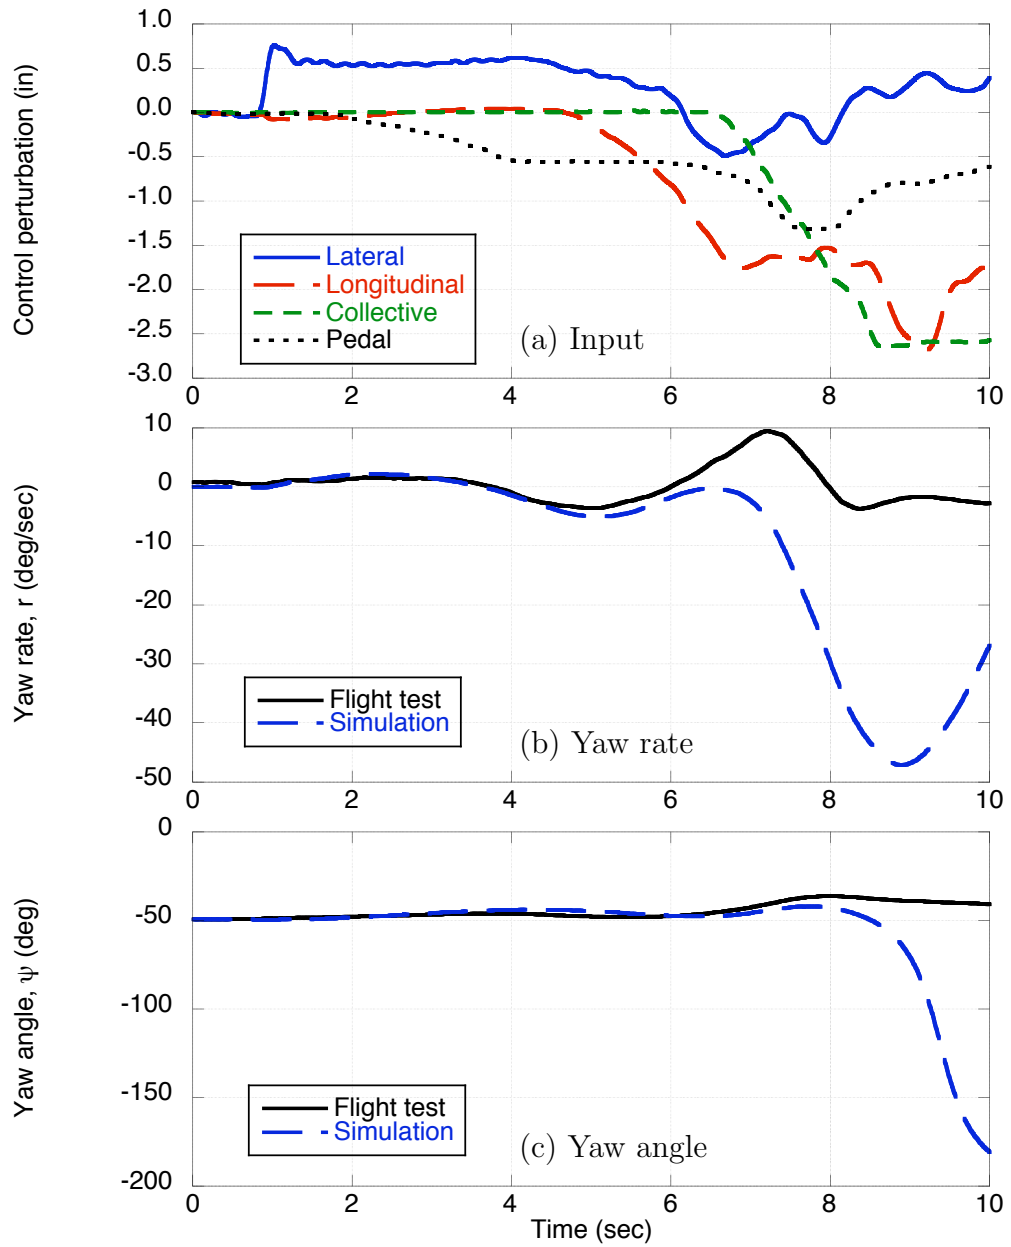 Control perturbation (in)
1.0
0.5
0.0
-0.5
-1.0
-1.5
-2.0
-2.5
-3.0
Lateral
Longitudinal
Collective
Pedal
(a) Input
0 2 4 6 8 10
Yaw rate, r (deg/sec)
10
0
-10
-20
-30
-40
-50
Flight test
Simulation
(b) Yaw rate
0 2 4 6 8 10
Yaw angle, ψ (deg)
0
-50
-100
-150
-200
Flight test
Simulation
(c) Yaw angle
0 2 4 6 8 10
Time (sec)